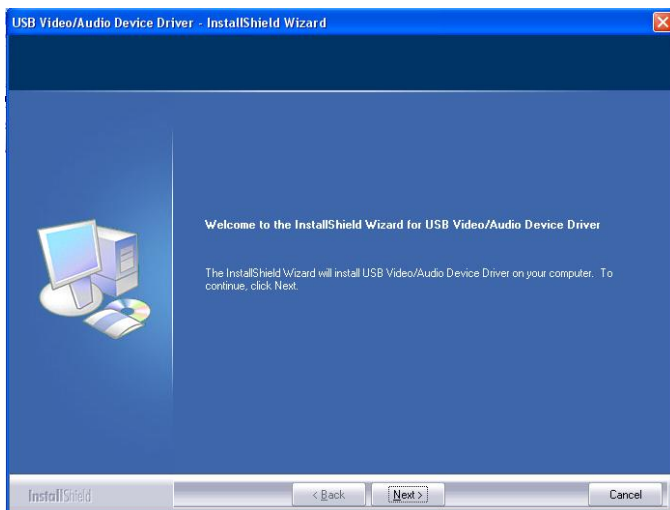 USB Video/Audio Device Driver - InstallShield Wizard
Welcome to the InstallShield Wizard for USB Video/Audio Device Driver
The InstallShield Wizard will install USB Video/Audio Device Driver on your computer. To
continue, click Next.
InstallShield
< Back
Next >
Cancel